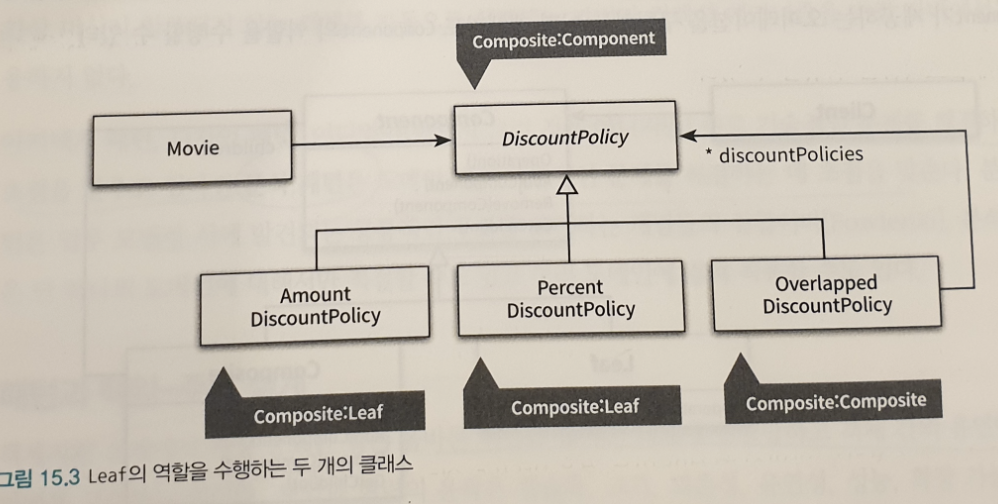 Composite:Component
Movie
DiscountPolicy
* discountPolicies
Amount
DiscountPolicy
Percent
DiscountPolicy
Overlapped
DiscountPolicy
Composite:Leaf
Composite:Leaf
Composite:Composite
그림 15.3 Leaf의 역할을 수행하는 두 개의 클래스